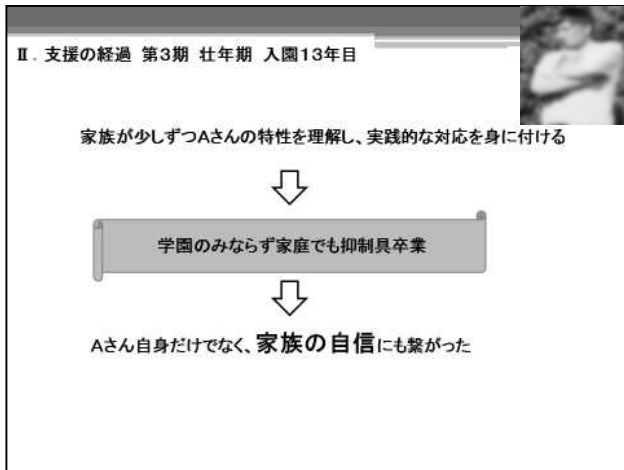 Ⅱ．支援の経過 第3期 壮年期 入園13年目
家族が少しずつAさんの特性を理解し、実践的な対応を身に付ける
学園のみならず家庭でも抑制具卒業
Aさん自身だけでなく、家族の自信にも繋がった